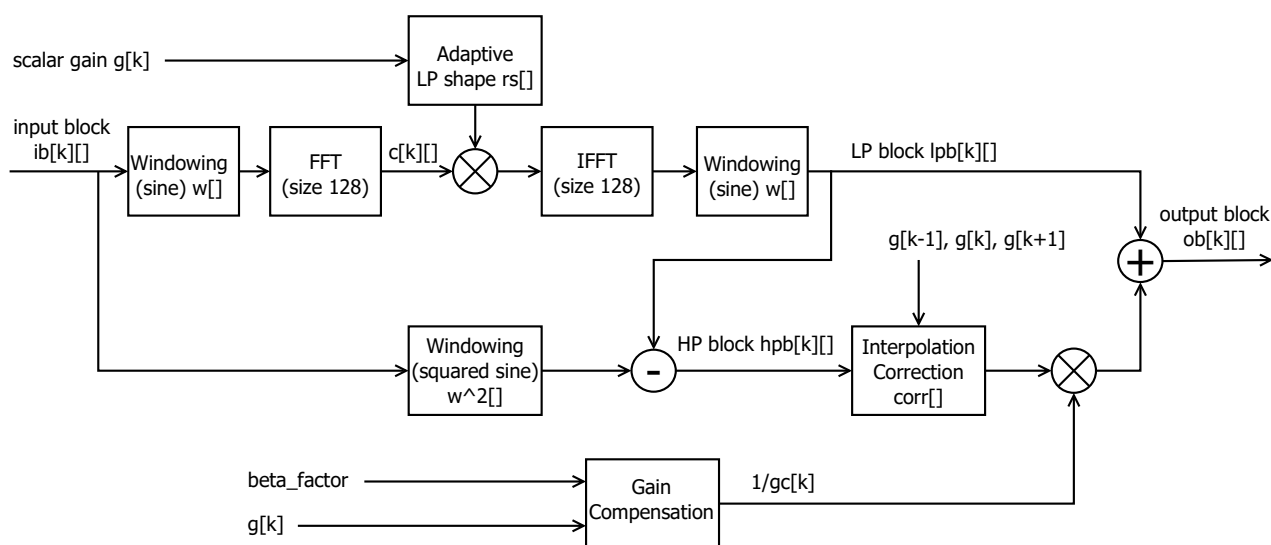 scalar gain g[k]
Adaptive
LP shape rs[]
input block
ib[k][]
Windowing
(sine) w[]
FFT
(size 128)
c[k][]
IFFT
(size 128)
Windowing
(sine) w[]
LP block lpb[k][]
g[k-1], g[k], g[k+1]
output block
ob[k][]
+
Windowing
(squared sine)
w^2[]
-
HP block hpb[k][]
Interpolation
Correction
corr[]
beta_factor
g[k]
Gain
Compensation
1/gc[k]